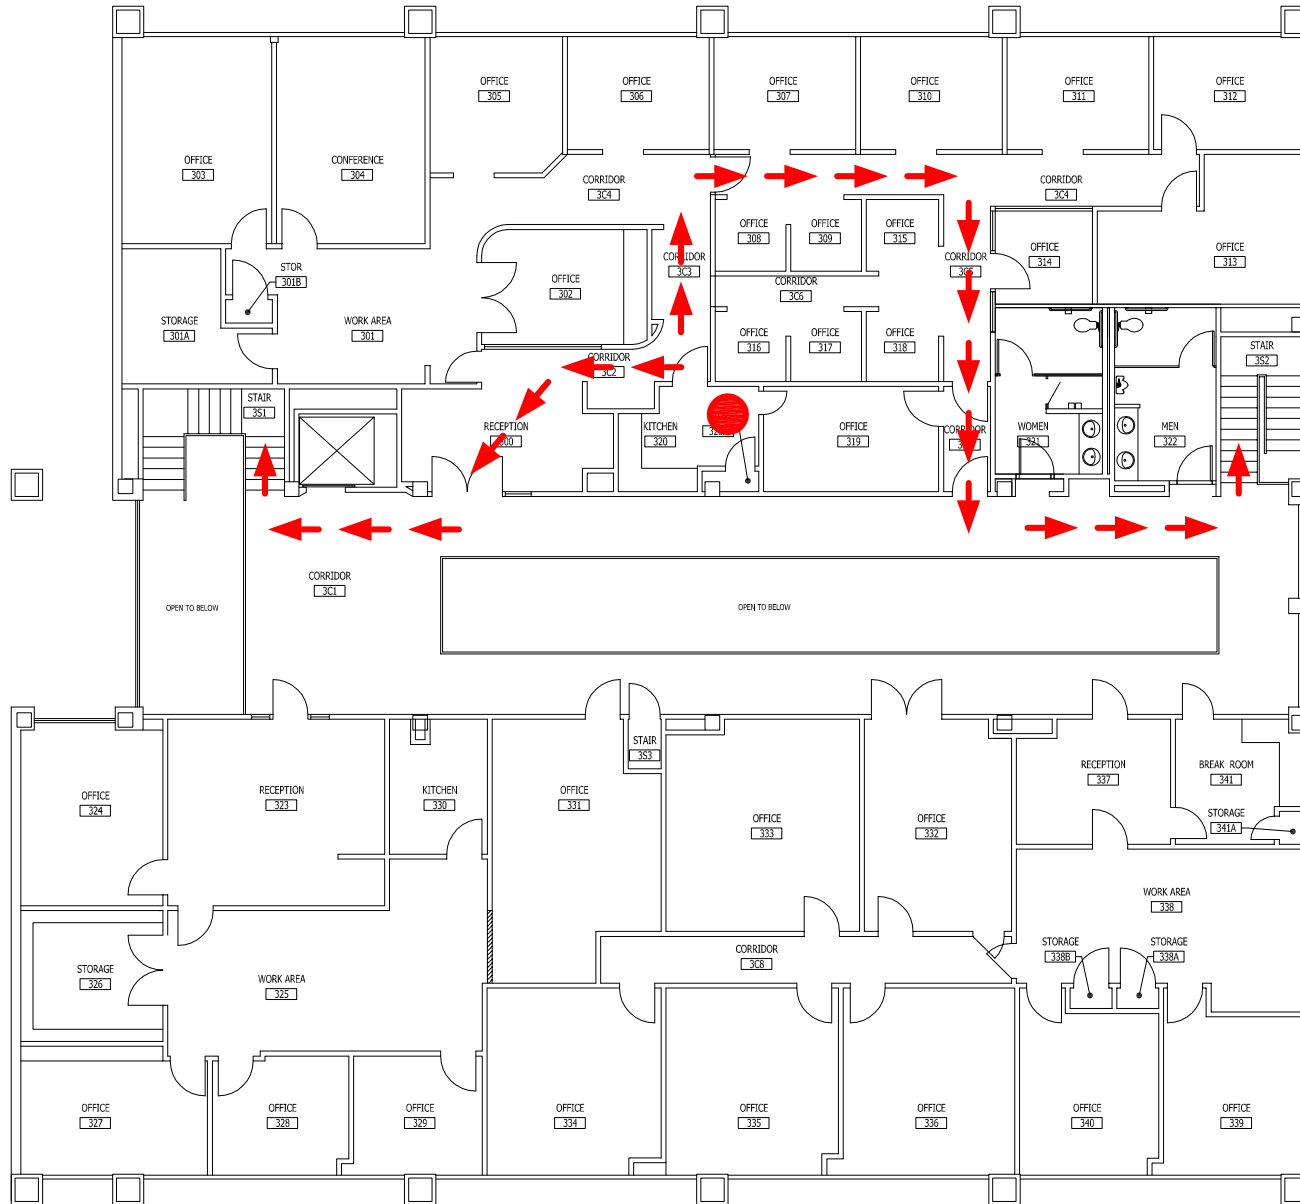 OFFICE
305
OFFICE
306
OFFICE
307
OFFICE
310
OFFICE
311
OFFICE
312
OFFICE
303
CONFERENCE
304
CORRIDOR
3C4
CORRIDOR
3C4
OFFICE
308
OFFICE
309
OFFICE
315
OFFICE
314
OFFICE
313
STOR
301B
OFFICE
302
CORRIDOR
3C3
CORRIDOR
3C5
CORRIDOR
3C6
STORAGE
301A
WORK AREA
301
OFFICE
316
OFFICE
317
OFFICE
318
CORRIDOR
3C2
STAIR
3S2
STAIR
3S1
RECEPTION
300
KITCHEN
320
OFFICE
319
CORRIDOR
WOMEN
321
MEN
322
CORRIDOR
3C1
OPEN TO BELOW
OPEN TO BELOW
STAIR
3S3
OFFICE
324
RECEPTION
323
KITCHEN
330
OFFICE
331
OFFICE
333
OFFICE
332
RECEPTION
337
BREAK ROOM
341
STORAGE
341A
WORK AREA
338
STORAGE
338B
STORAGE
338A
CORRIDOR
3C8
STORAGE
326
WORK AREA
325
OFFICE
327
OFFICE
328
OFFICE
329
OFFICE
334
OFFICE
335
OFFICE
336
OFFICE
340
OFFICE
339